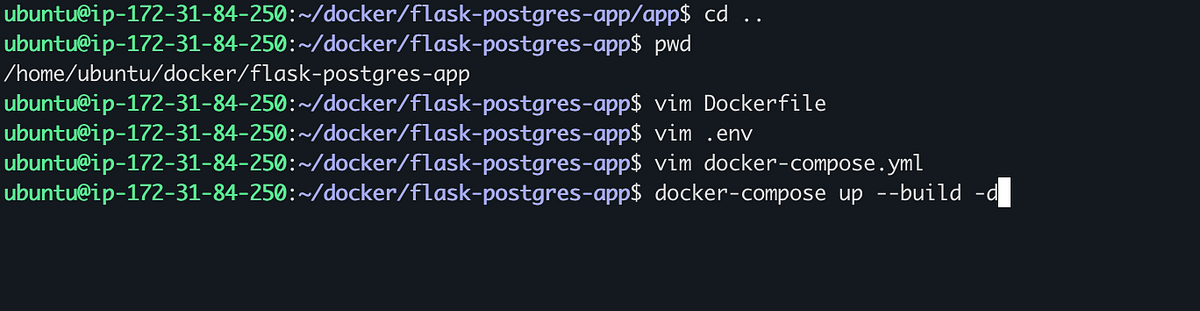 ubuntu@ip-172-31-84-250:~/docker/flask-postgres-app/app$ cd ..
ubuntu@ip-172-31-84-250:~/docker/flask-postgres-app$ pwd
/home/ubuntu/docker/flask-postgres-app
ubuntu@ip-172-31-84-250:~/docker/flask-postgres-app$ vim Dockerfile
ubuntu@ip-172-31-84-250:~/docker/flask-postgres-app$ vim .env
ubuntu@ip-172-31-84-250:~/docker/flask-postgres-app$ vim docker-compose.yml
ubuntu@ip-172-31-84-250:~/docker/flask-postgres-app$ docker-compose up --build -d